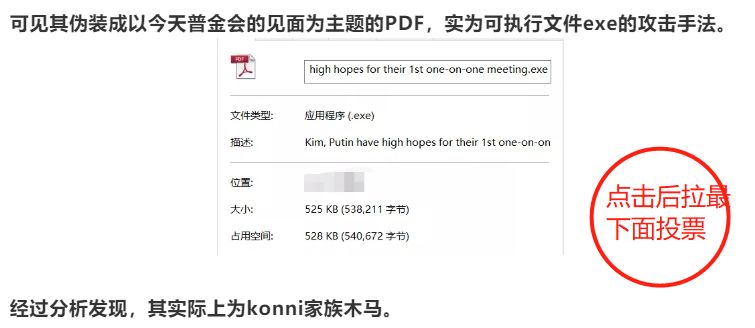 可见其伪装成以今天普金会的见面为主题的PDF，实为可执行文件exe的攻击手法。
PDF
high hopes for their 1st one-on-one meeting.exe
文件类型: 应用程序 (.exe)
描述: Kim, Putin have high hopes for their 1st one-on-on
位置:
大小: 525 KB (538,211 字节)
占用空间: 528 KB (540,672 字节)
点击后拉最
下面投票
经过分析发现，其实际上为konni家族木马。